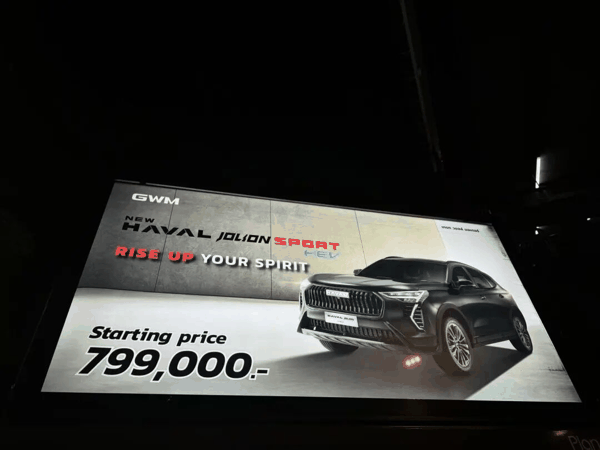 GWM
NEW
HAVAL JOLION SPORT
HEV
RISE UP YOUR SPIRIT
Starting price
799,000.-